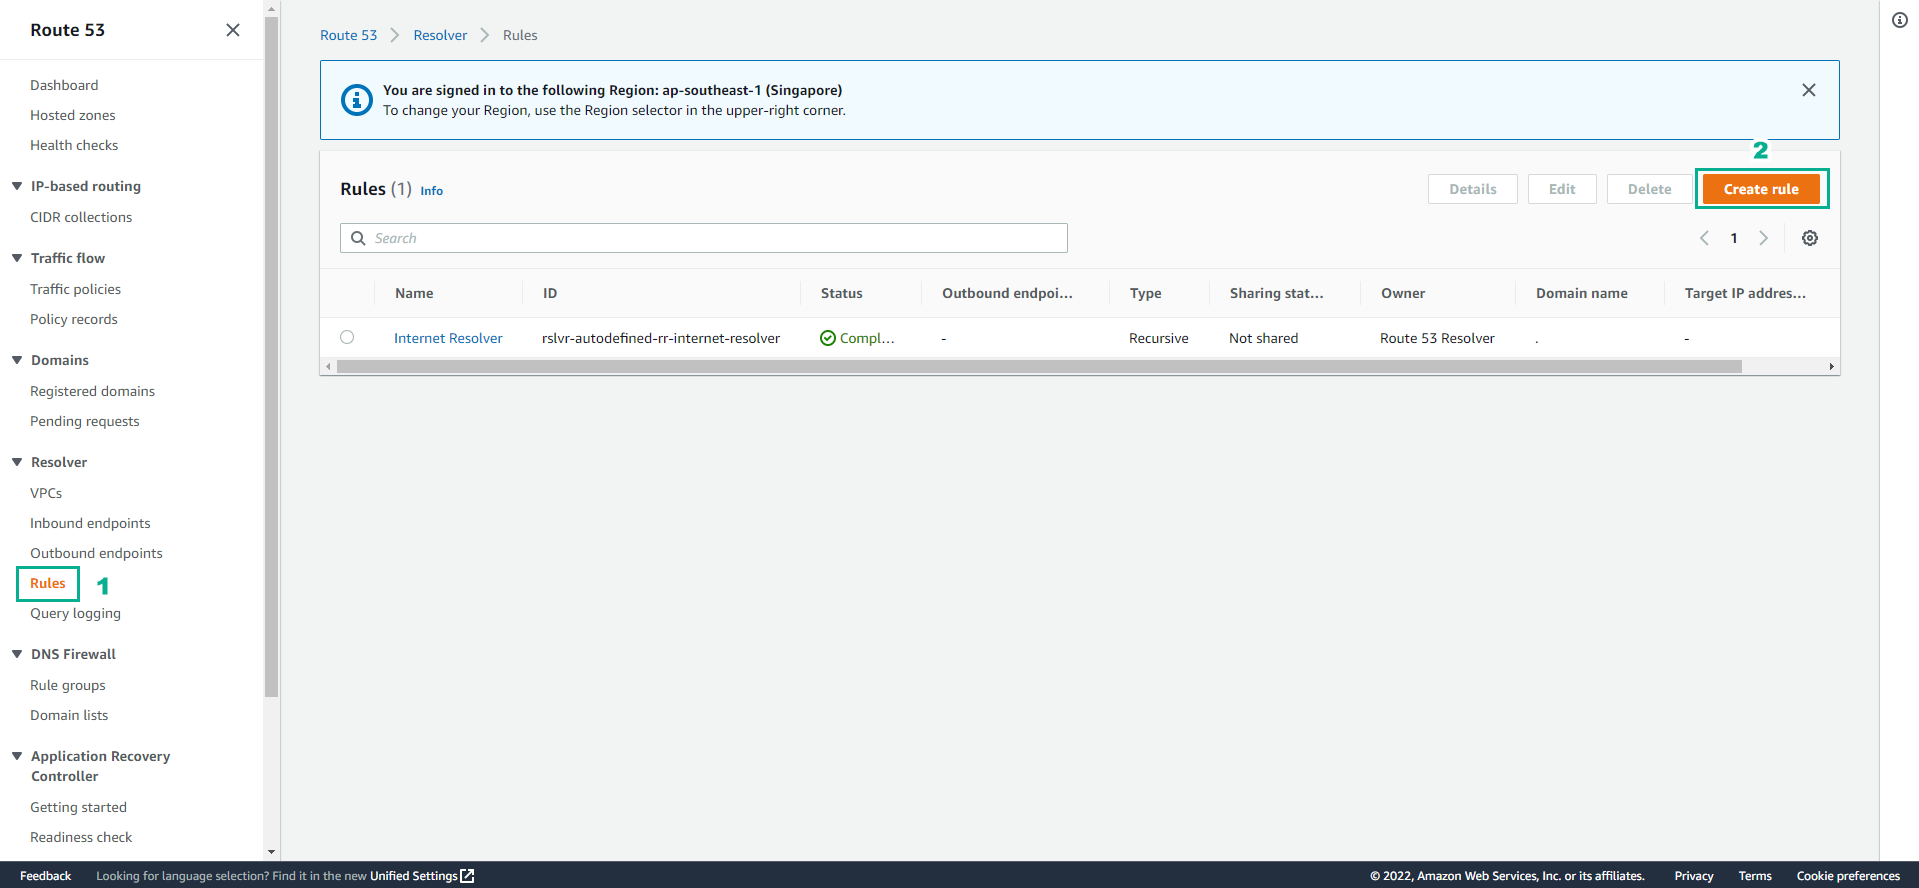 Route 53
Dashboard
Hosted zones
Health checks
IP-based routing
CIDR collections
Traffic flow
Traffic policies
Policy records
Domains
Registered domains
Pending requests
Resolver
VPCs
Inbound endpoints
Outbound endpoints
Rules 1
Query logging
DNS Firewall
Rule groups
Domain lists
Application Recovery
Controller
Getting started
Readiness check
Route 53 Resolver Rules
You are signed in to the following Region: ap-southeast-1 (Singapore)
To change your Region, use the Region selector in the upper-right corner.
2
Rules (1) Info Details Edit Delete Create rule
Search 1
Name ID Status Outbound endpoi... Type Sharing stat... Owner Domain name Target IP addres...
Internet Resolver rslvr-autodefined-rr-internet-resolver Compl... - Recursive Not shared Route 53 Resolver . -
Feedback Looking for language selection? Find it in the new Unified Settings © 2022, Amazon Web Services, Inc. or its affiliates. Privacy Terms Cookie preferences